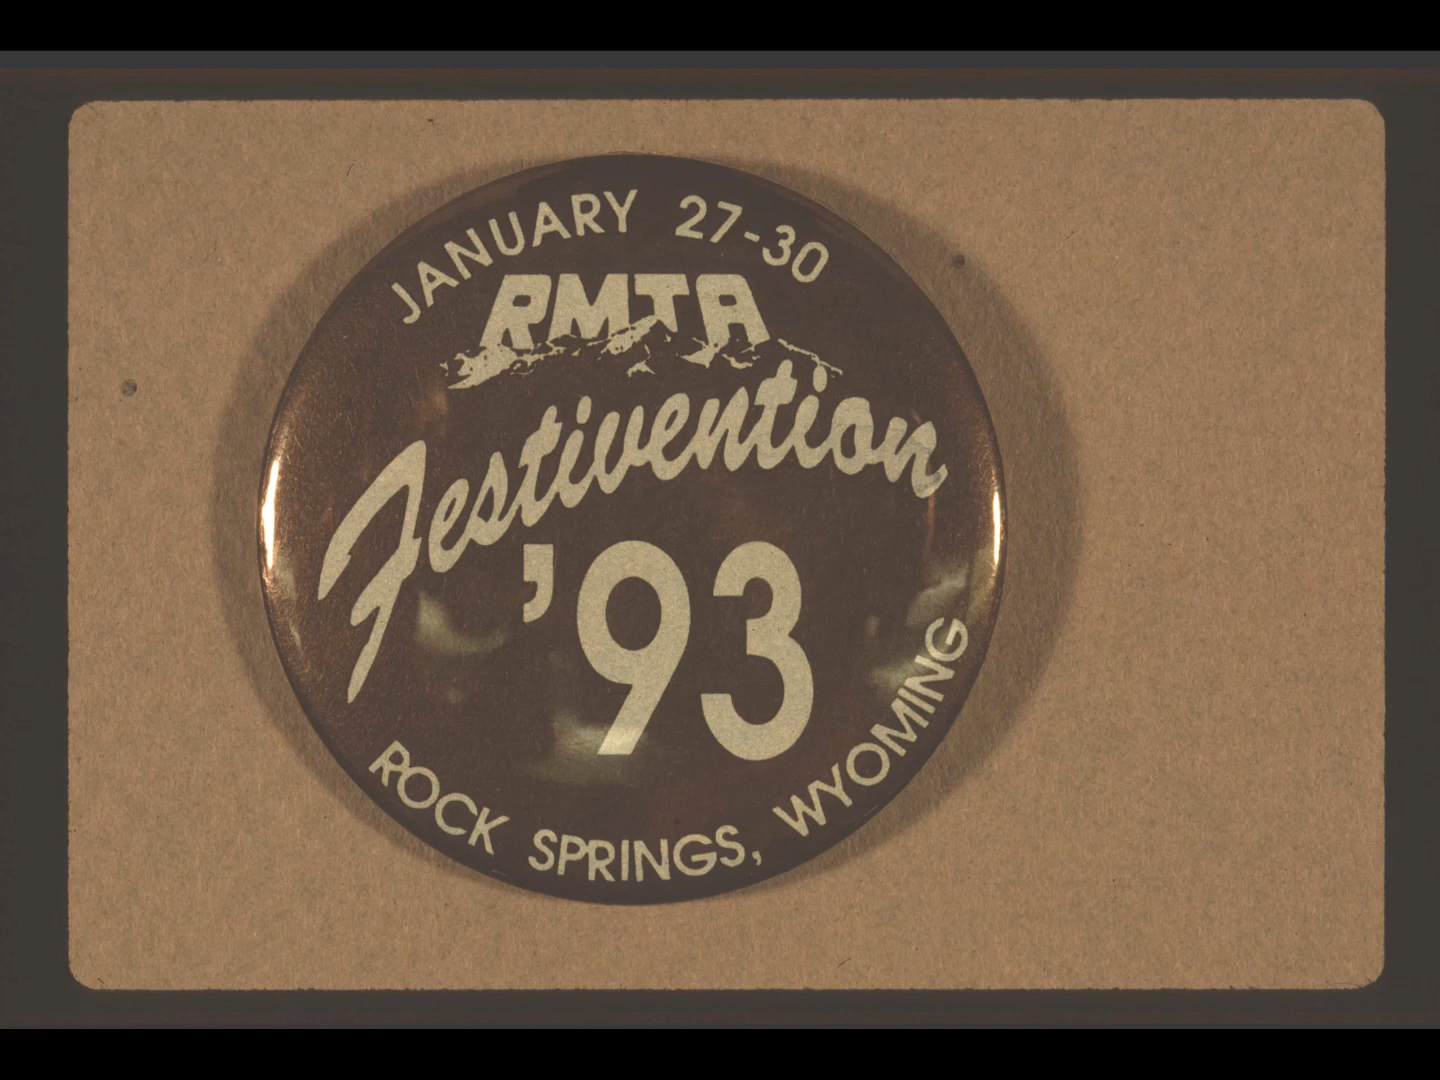 JANUARY 27-30
RMTA
Festivention
’93
ROCK SPRINGS, WYOMING